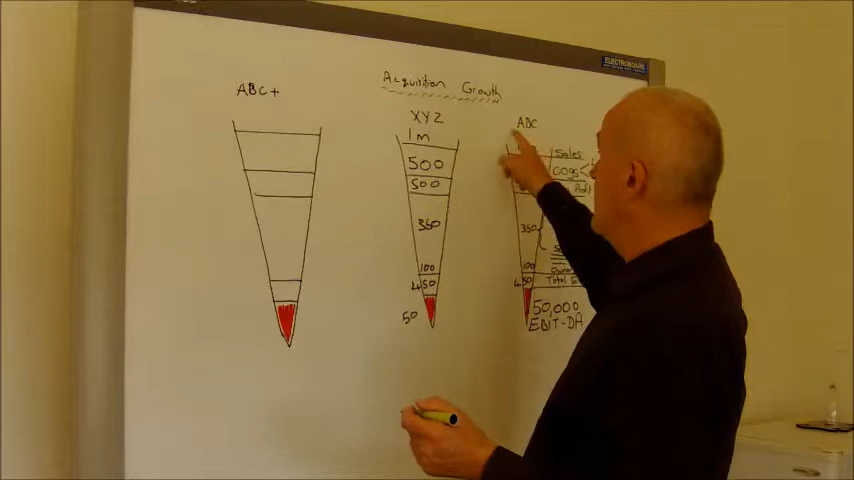 ELECTROBOARD
Acquisition Growth
ABC+
XYZ
1m
500
500
350
100
450
50
ABC
Sales
Cogs
Profit
350
100
450
Total
50,000
EBIT-DA